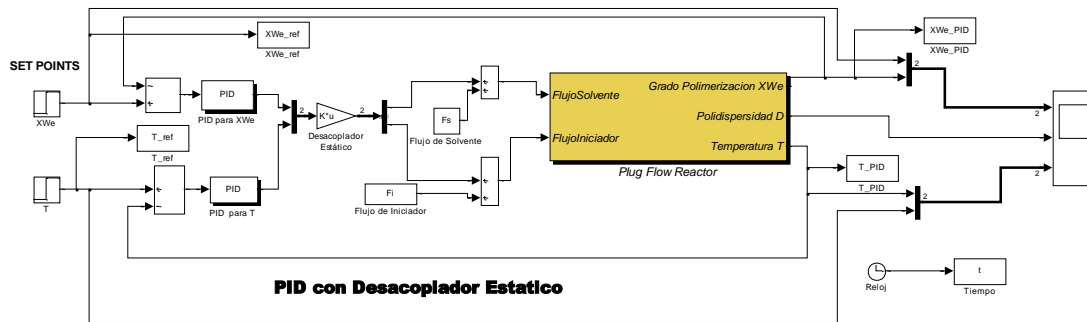 XWe_ref
XWe_ref
XWe_PID
XWe_PID
SET POINTS
XWe
PID
PID para XWe
2
K*u
2
Desacoplador
Estático
Fs
Flujo de Solvente
FlujoSolvente
FlujoIniciador
Grado Polimerizacion XWe
Polidispersidad D
Temperatura T
Plug Flow Reactor
2
2
T_ref
T_ref
T
PID
PID para T
Fi
Flujo de Iniciador
T_PID
T_PID
2
2
PID con Desacoplador Estatico
Reloj
t
Tiempo